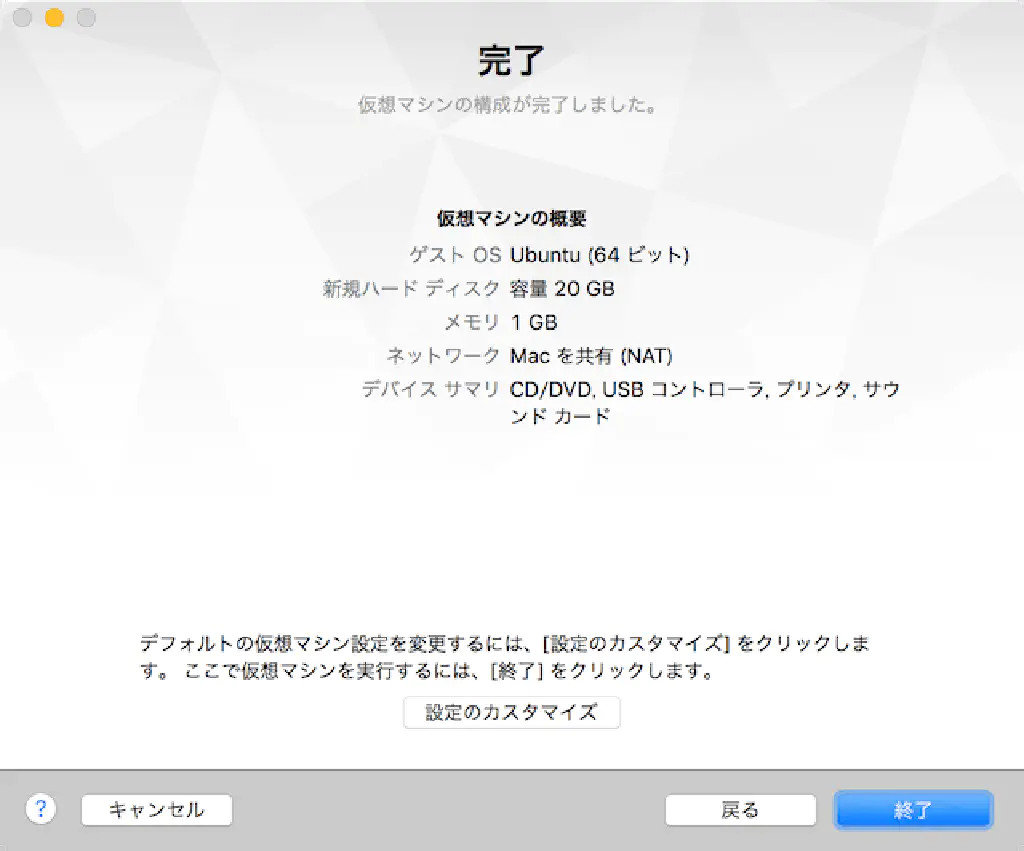 完了
仮想マシンの構成が完了しました。
仮想マシンの概要
ゲスト OS Ubuntu (64 ビット)
新規ハード ディスク 容量 20 GB
メモリ 1 GB
ネットワーク Mac を共有 (NAT)
デバイス サマリ CD/DVD, USB コントローラ, プリンタ, サウ
ンド カード
デフォルトの仮想マシン設定を変更するには、[設定のカスタマイズ] をクリックしま
す。 ここで仮想マシンを実行するには、[終了] をクリックします。
設定のカスタマイズ
? キャンセル 戻る 終了